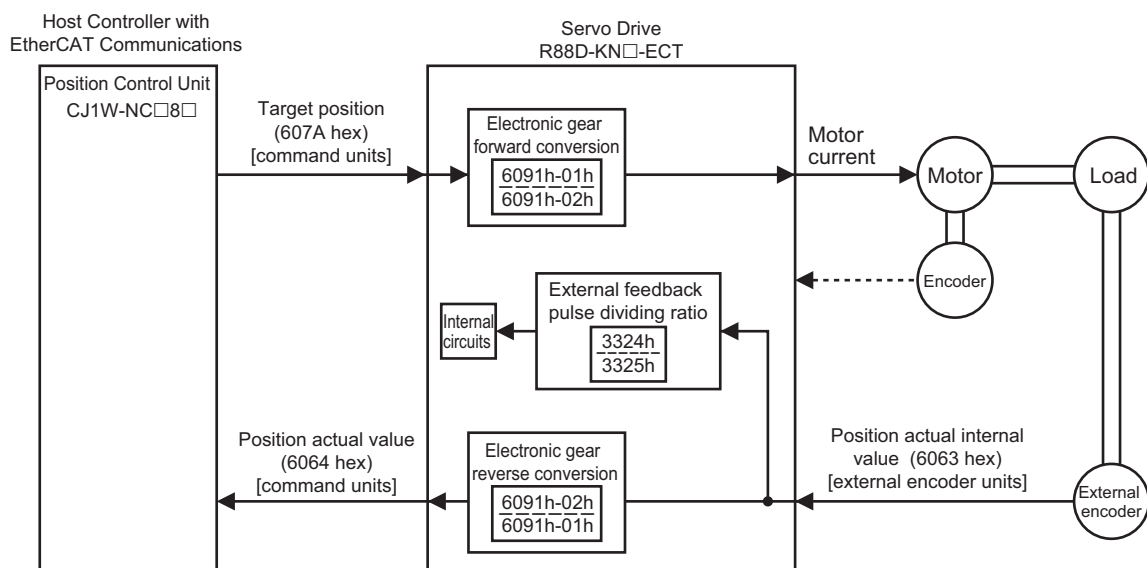 Host Controller with
EtherCAT Communications
Position Control Unit
CJ1W-NC□8□
Servo Drive
R88D-KN□-ECT
Target position
(607A hex)
[command units]
Electronic gear
forward conversion
6091h-01h
6091h-02h
Motor
current
Motor
Load
Encoder
External feedback
pulse dividing ratio
3324h
3325h
Internal
circuits
Position actual value
(6064 hex)
[command units]
Electronic gear
reverse conversion
6091h-02h
6091h-01h
Position actual internal
value (6063 hex)
[external encoder units]
External
encoder